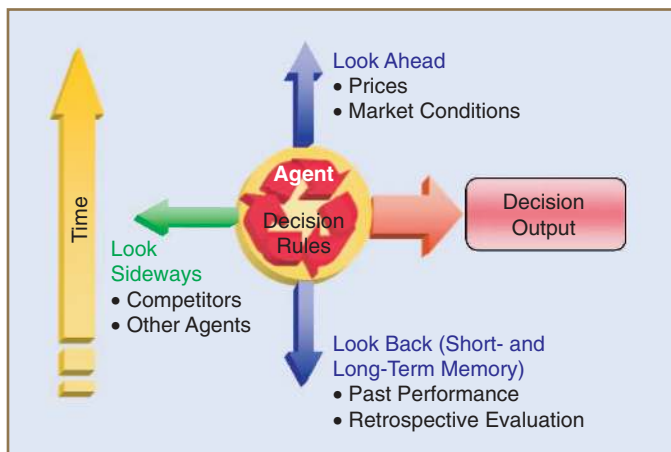 Look Ahead
• Prices
• Market Conditions
Time
Agent
Decision
Rules
Decision
Output
Look
Sideways
• Competitors
• Other Agents
Look Back (Short- and
Long-Term Memory)
• Past Performance
• Retrospective Evaluation